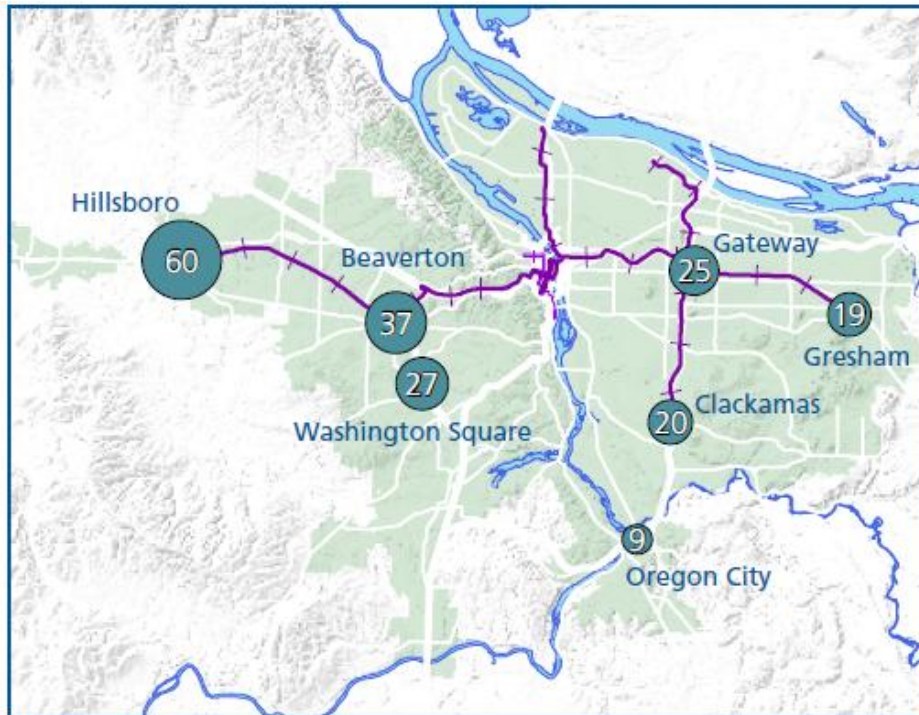 Hillsboro
60
Beaverton
37
27
Washington Square
Gateway
25
19
Gresham
Clackamas
20
9
Oregon City